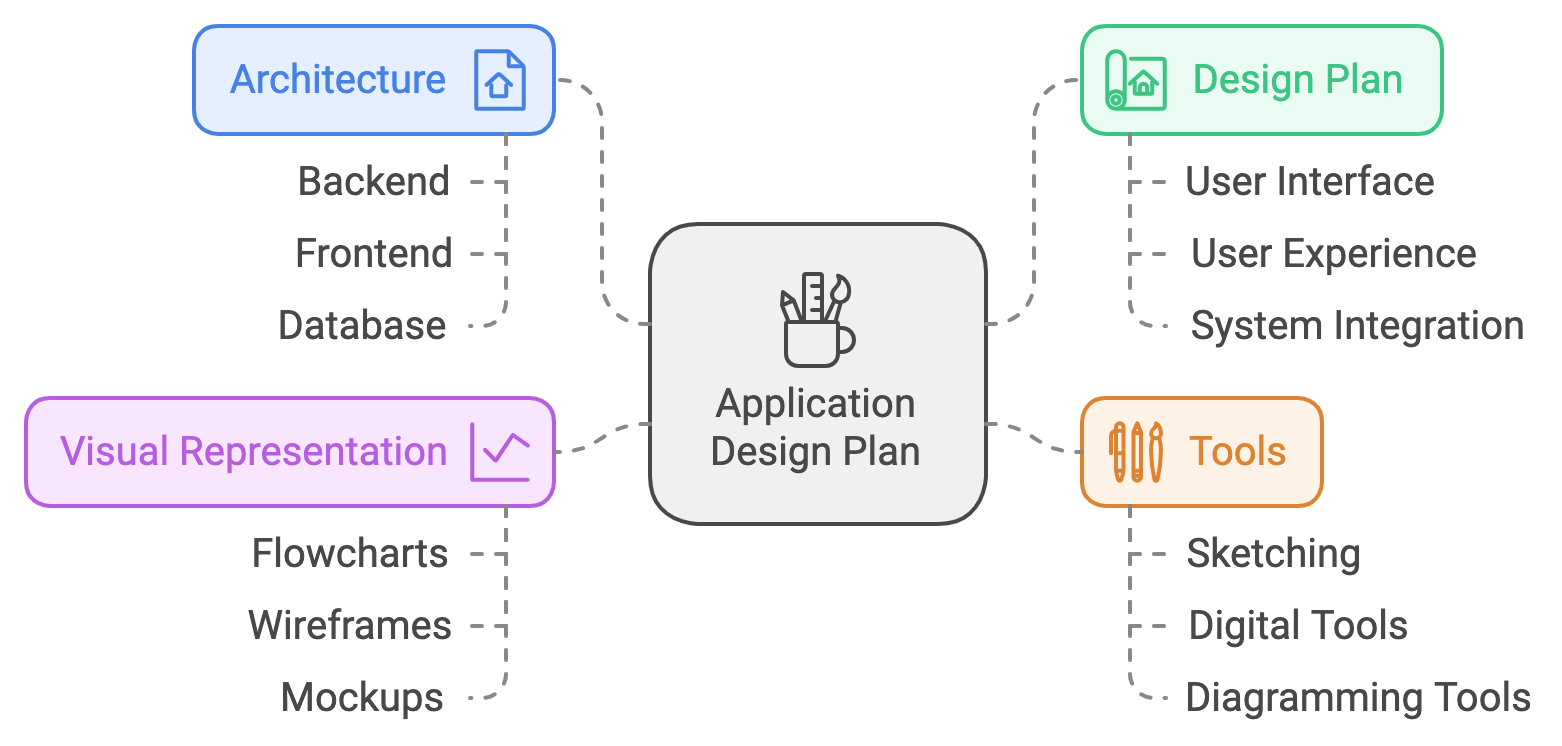 Architecture
Backend
Frontend
Database
Visual Representation
Flowcharts
Wireframes
Mockups
Application
Design Plan
Design Plan
User Interface
User Experience
System Integration
Tools
Sketching
Digital Tools
Diagramming Tools